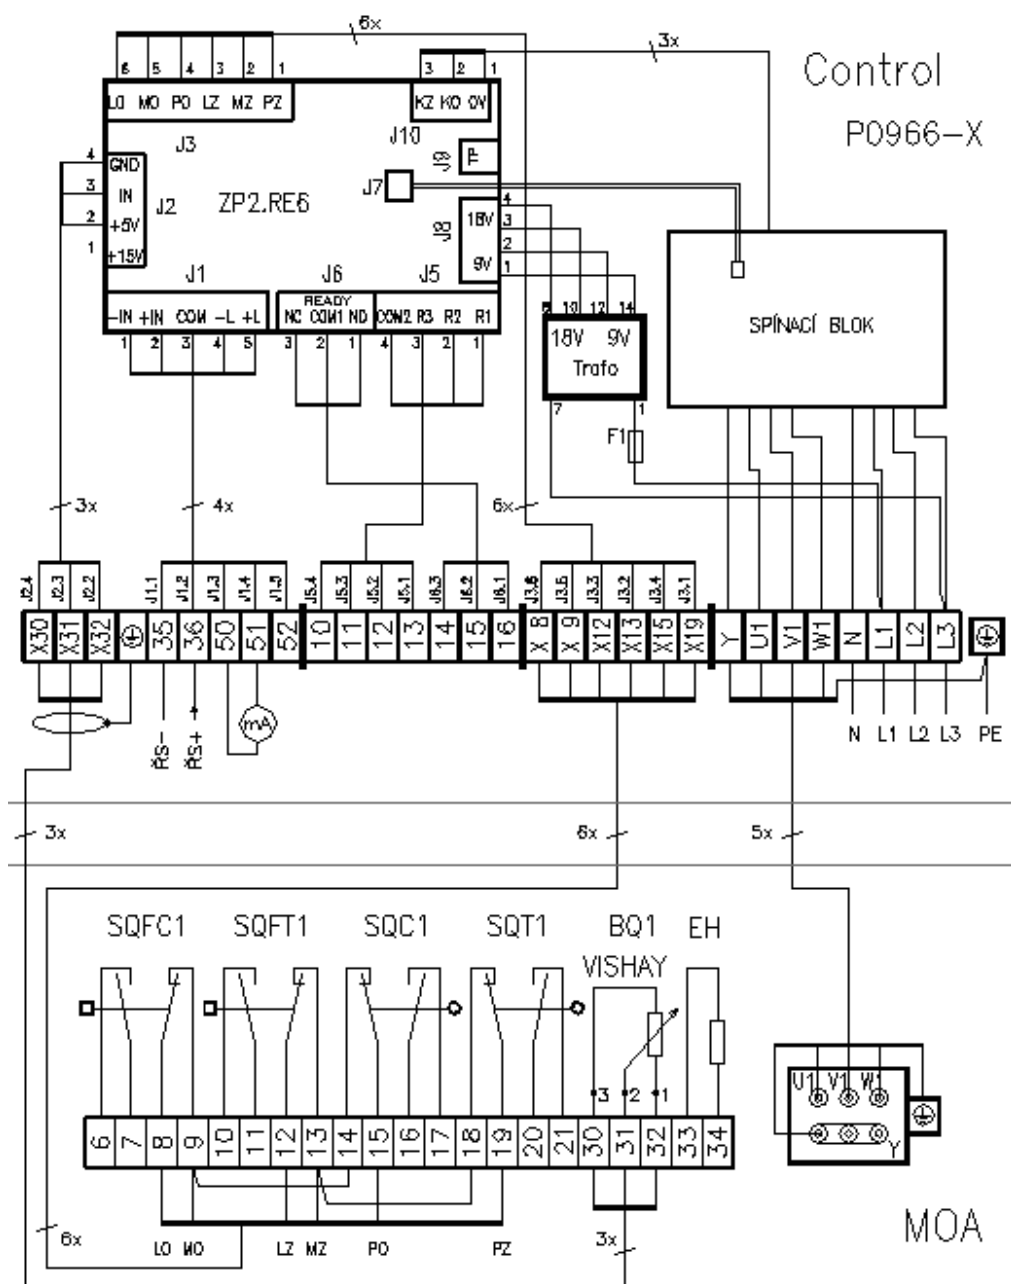 6x
3x
Control
P0966-X
6 5 4 3 2 1
3 2 1
LO MO PO LZ MZ PZ
KZ KO OV
J3
J10
J9
TP
4 GND
3 IN
2 +5V
1 +15V
J2
ZP2.RE6
J7
J8
18V
9V
4
3
2
1
J1
J6
J5
READY
-IN +IN COM -L +L
NC COM1 NO
COM2 R3 R2 R1
1 2 3 4 5
3 2 1
4 3 2 1
10 12 14
18V 9V
Trafo
7 1
F1
SPÍNACÍ BLOK
3x
4x
6x
J2.4 J2.3 J2.2
J1.1 J1.2 J1.3 J1.4 J1.5
J5.4 J5.3 J5.2 J5.1 J6.3 J6.2 J6.1
J3.6 J3.5 J3.3 J3.2 J3.4 J3.1
X30 X31 X32 35 36 50 51 52 10 11 12 13 14 15 16 X8 X9 X12 X13 X15 X19 Y U1 V1 W1 N L1 L2 L3
ŘS- ŘS+
mA
N L1 L2 L3 PE
3x
6x
5x
SQFC1 SQFT1 SQC1 SQT1 BQ1 EH
VISHAY
3 2 1
U1 V1 W1
Y
6 7 8 9 10 11 12 13 14 15 16 17 18 19 20 21 30 31 32 33 34
6x
LO MO LZ MZ PO PZ
3x
MOA